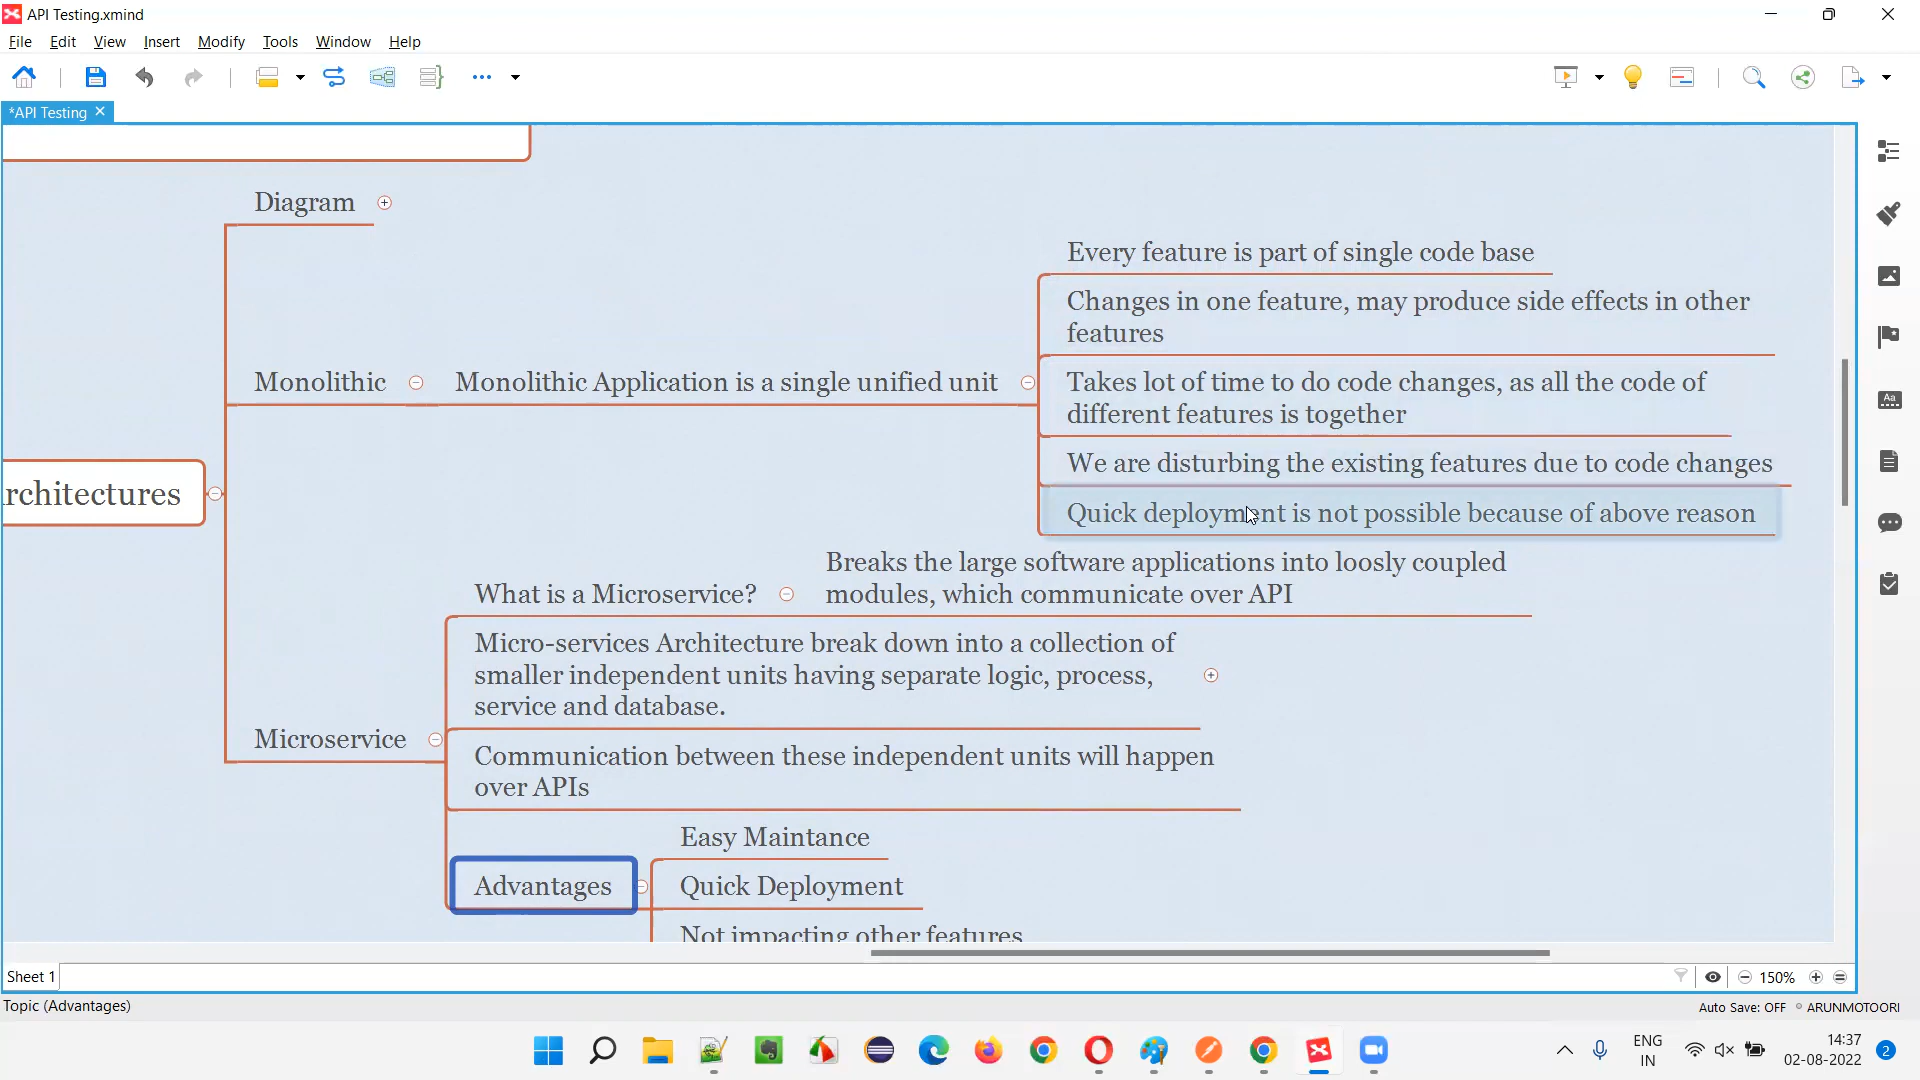 API Testing.xmind
File Edit View Insert Modify Tools Window Help
*API Testing
Diagram
Every feature is part of single code base
Changes in one feature, may produce side effects in other
features
Monolithic
Monolithic Application is a single unified unit
Takes lot of time to do code changes, as all the code of
different features is together
We are disturbing the existing features due to code changes
rchitectures
Quick deployment is not possible because of above reason
What is a Microservice?
Breaks the large software applications into loosly coupled
modules, which communicate over API
Micro-services Architecture break down into a collection of
smaller independent units having separate logic, process,
service and database.
Microservice
Communication between these independent units will happen
over APIs
Easy Maintance
Advantages
Quick Deployment
Not impacting other features
Sheet 1
150%
Topic (Advantages)
Auto Save: OFF
ARUNMOTOORI
ENG
IN
14:37
02-08-2022
2